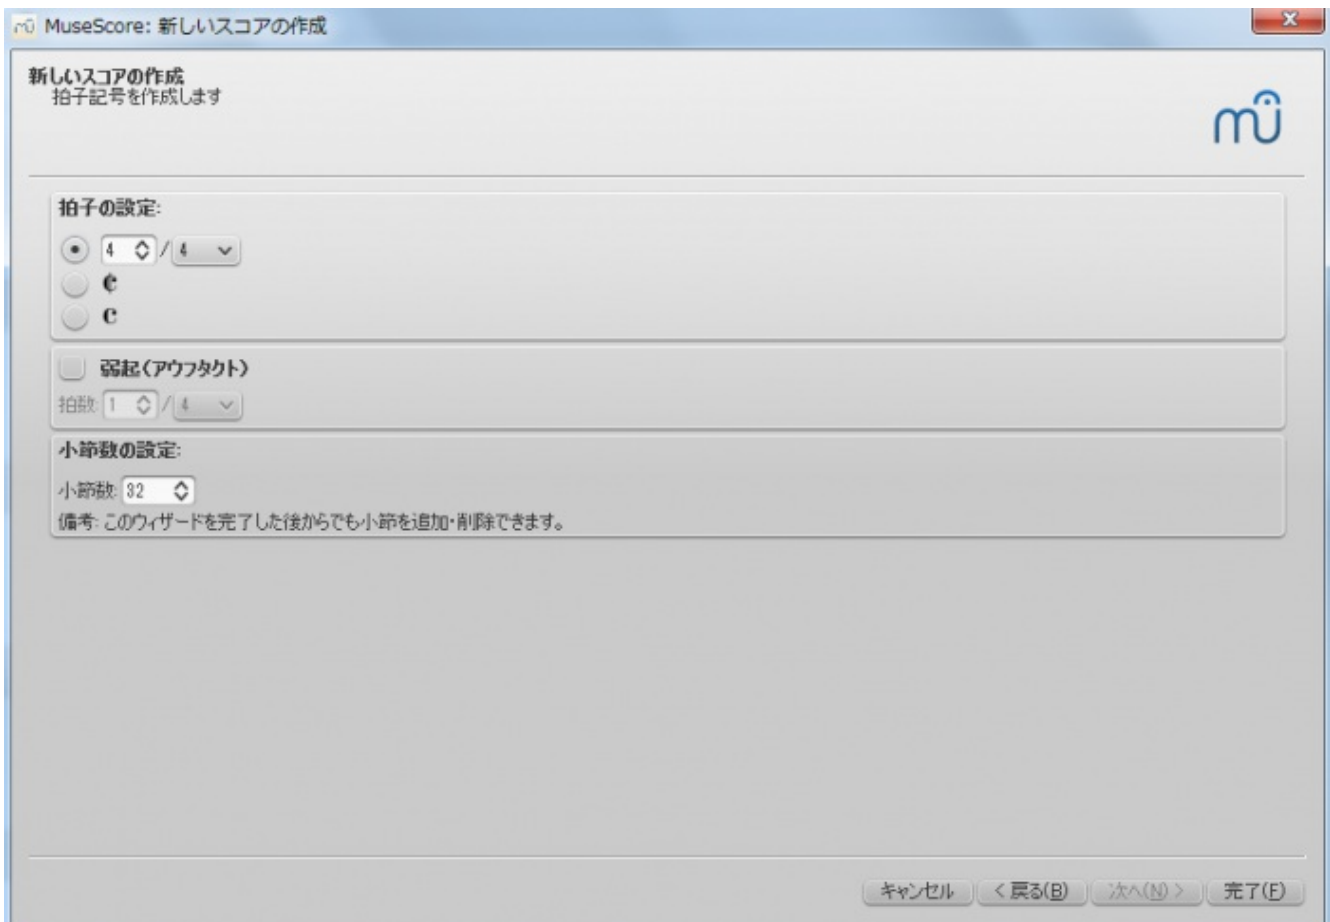 MuseScore: 新しいスコアの作成
新しいスコアの作成
拍子記号を作成します
拍子の設定:
4 / 4
¢
C
弱起(アウフタクト)
拍数: 1 / 4
小節数の設定:
小節数: 32
備考: このウィザードを完了した後からでも小節を追加・削除できます。
キャンセル < 戻る(B) 次へ(N) > 完了(F)